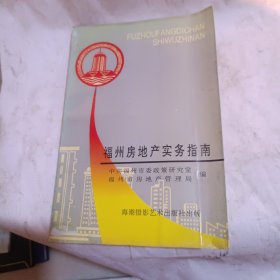 FUZHOUFANGDICHAN
SHIWUZHINAN
福州房地产实务指南
中共福州市委政策研究室
福州市房地产管理局
编
海潮摄影艺术出版社出版